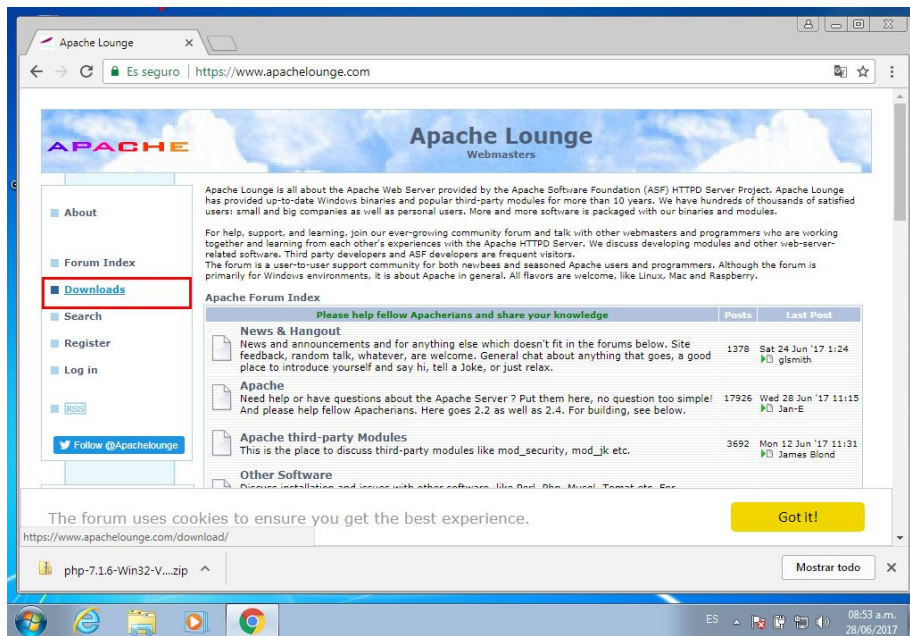 Apache Lounge
Es seguro
https://www.apachelounge.com
APACHE
Apache Lounge
Webmasters
About
Forum Index
Downloads
Search
Register
Log in
RSS
Follow @Apachelounge
Apache Lounge is all about the Apache Web Server provided by the Apache Software Foundation (ASF) HTTPD Server Project. Apache Lounge
has provided up-to-date Windows binaries and popular third-party modules for more than 10 years. We have hundreds of thousands of satisfied
users: small and big companies as well as personal users. More and more software is packaged with our binaries and modules.
For help, support, and learning, join our ever-growing community forum and talk with other webmasters and programmers who are working
together and learning from each other's experiences with the Apache HTTPD Server. We discuss developing modules and other web-server-
related software. Third party developers and ASF developers are frequent visitors.
The forum is a user-to-user support community for both newbees and seasoned Apache users and programmers. Although the forum is
primarily for Windows environments, it is about Apache in general. All flavors are welcome, like Linux, Mac and Raspberry.
Apache Forum Index
Please help fellow Apacherians and share your knowledge Posts Last Post
News & Hangout
News and announcements and for anything else which doesn't fit in the forums below. Site
feedback, random talk, whatever, are welcome. General chat about anything that goes, a good
place to introduce yourself and say hi, tell a Joke, or just relax.
1378
Sat 24 Jun '17 1:24
glsmith
Apache
Need help or have questions about the Apache Server ? Put them here, no question too simple!
And please help fellow Apacherians. Here goes 2.2 as well as 2.4. For building, see below.
17926
Wed 28 Jun '17 11:15
Jan-E
Apache third-party Modules
This is the place to discuss third-party modules like mod_security, mod_jk etc.
3692
Mon 12 Jun '17 11:31
James Blond
Other Software
Discuss installation and issues with other software, like Perl, Php, Mysql, Tomat etc. For
The forum uses cookies to ensure you get the best experience.
Got it!
https://www.apachelounge.com/download/
php-7.1.6-Win32-V....zip
Mostrar todo
ES
08:53 a.m.
28/06/2017